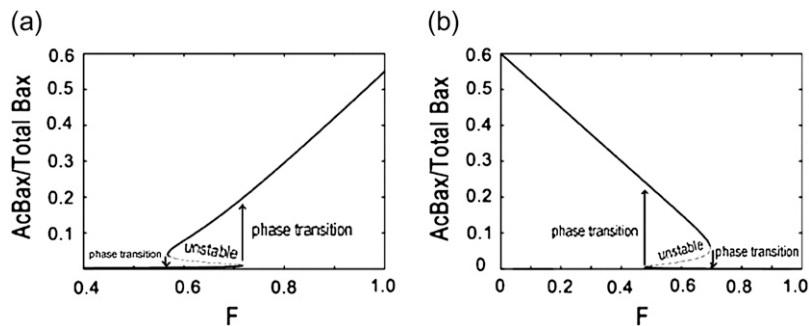 (a)
AcBax/Total Bax
0.6
0.5
0.4
0.3
0.2
0.1
phase transition
unstable
phase transition
0.4
0.6
0.8
1.0
F
(b)
AcBax/Total Bax
0.6
0.5
0.4
0.3
0.2
0.1
0
phase transition
unstable
phase transition
0
0.2
0.4
0.6
0.8
1.0
F